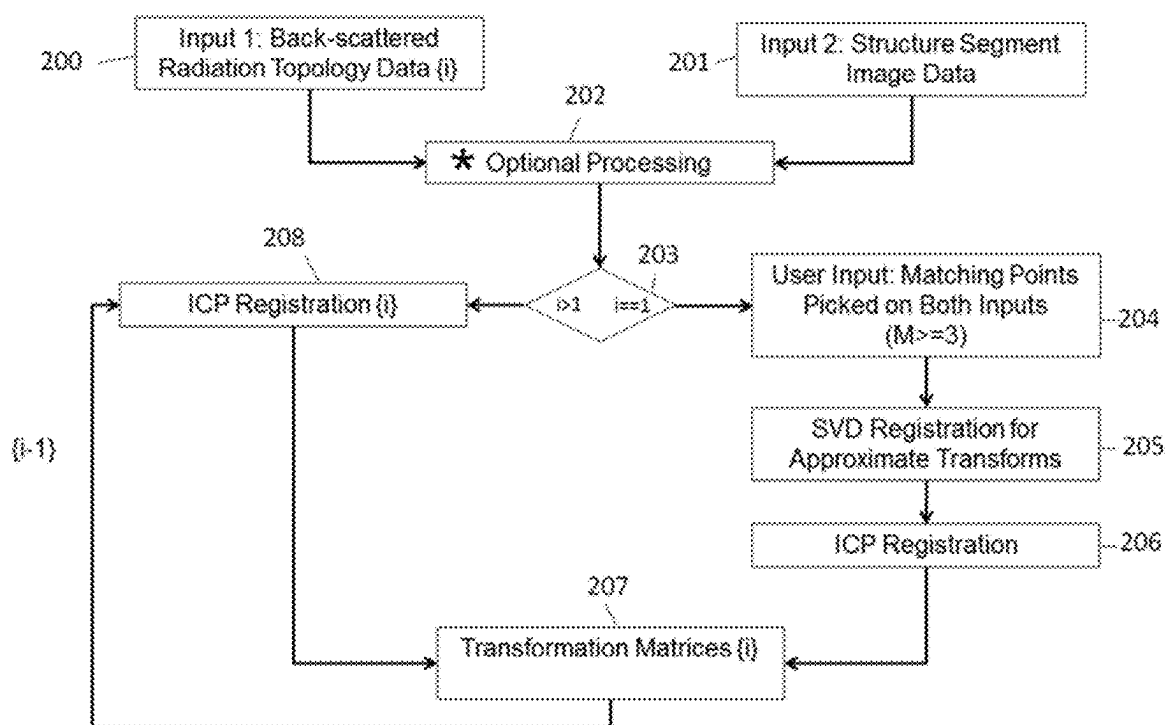 200
Input 1: Back-scattered
Radiation Topology Data {i}
201
Input 2: Structure Segment
Image Data
202
* Optional Processing
208
ICP Registration {i}
203
i>1
i==1
User Input: Matching Points
Picked on Both Inputs
(M>=3)
204
{i-1}
SVD Registration for
Approximate Transforms
205
ICP Registration
206
207
Transformation Matrices {i}